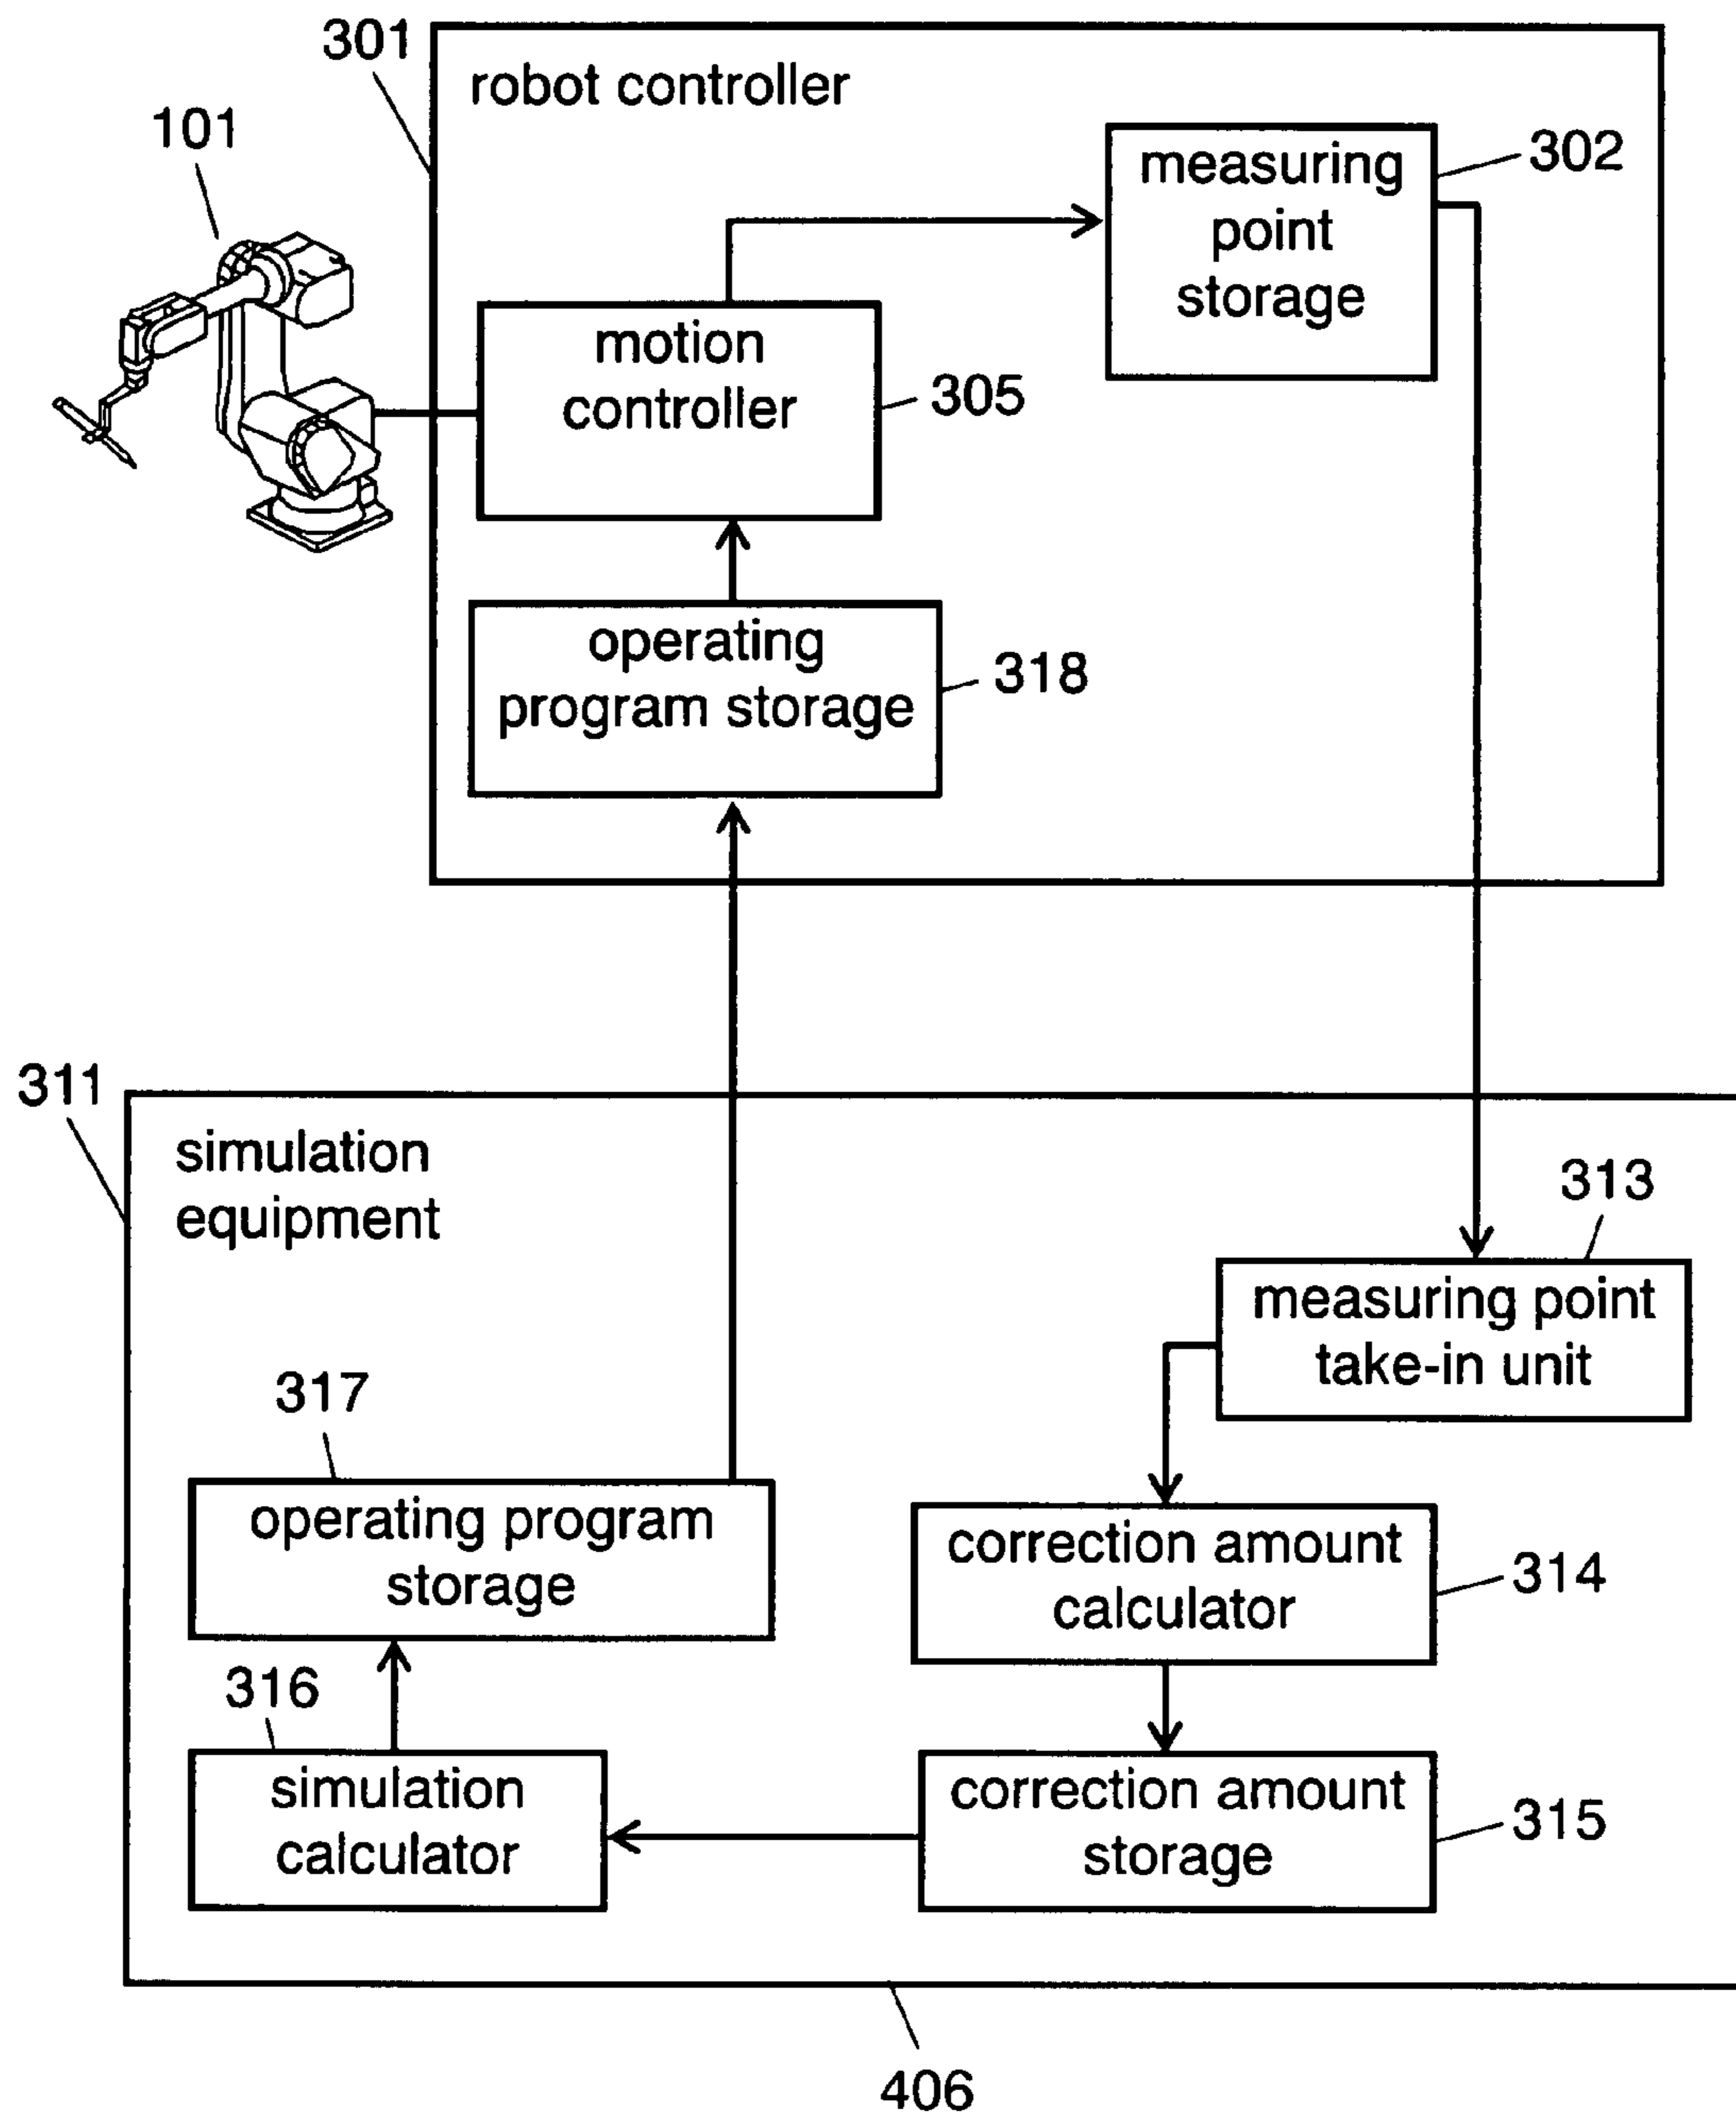 301
robot controller
101
measuring
point
storage
302
motion
controller
305
operating
program storage
318
311
simulation
equipment
313
measuring point
take-in unit
317
operating program
storage
correction amount
calculator
314
316
simulation
calculator
correction amount
storage
315
406